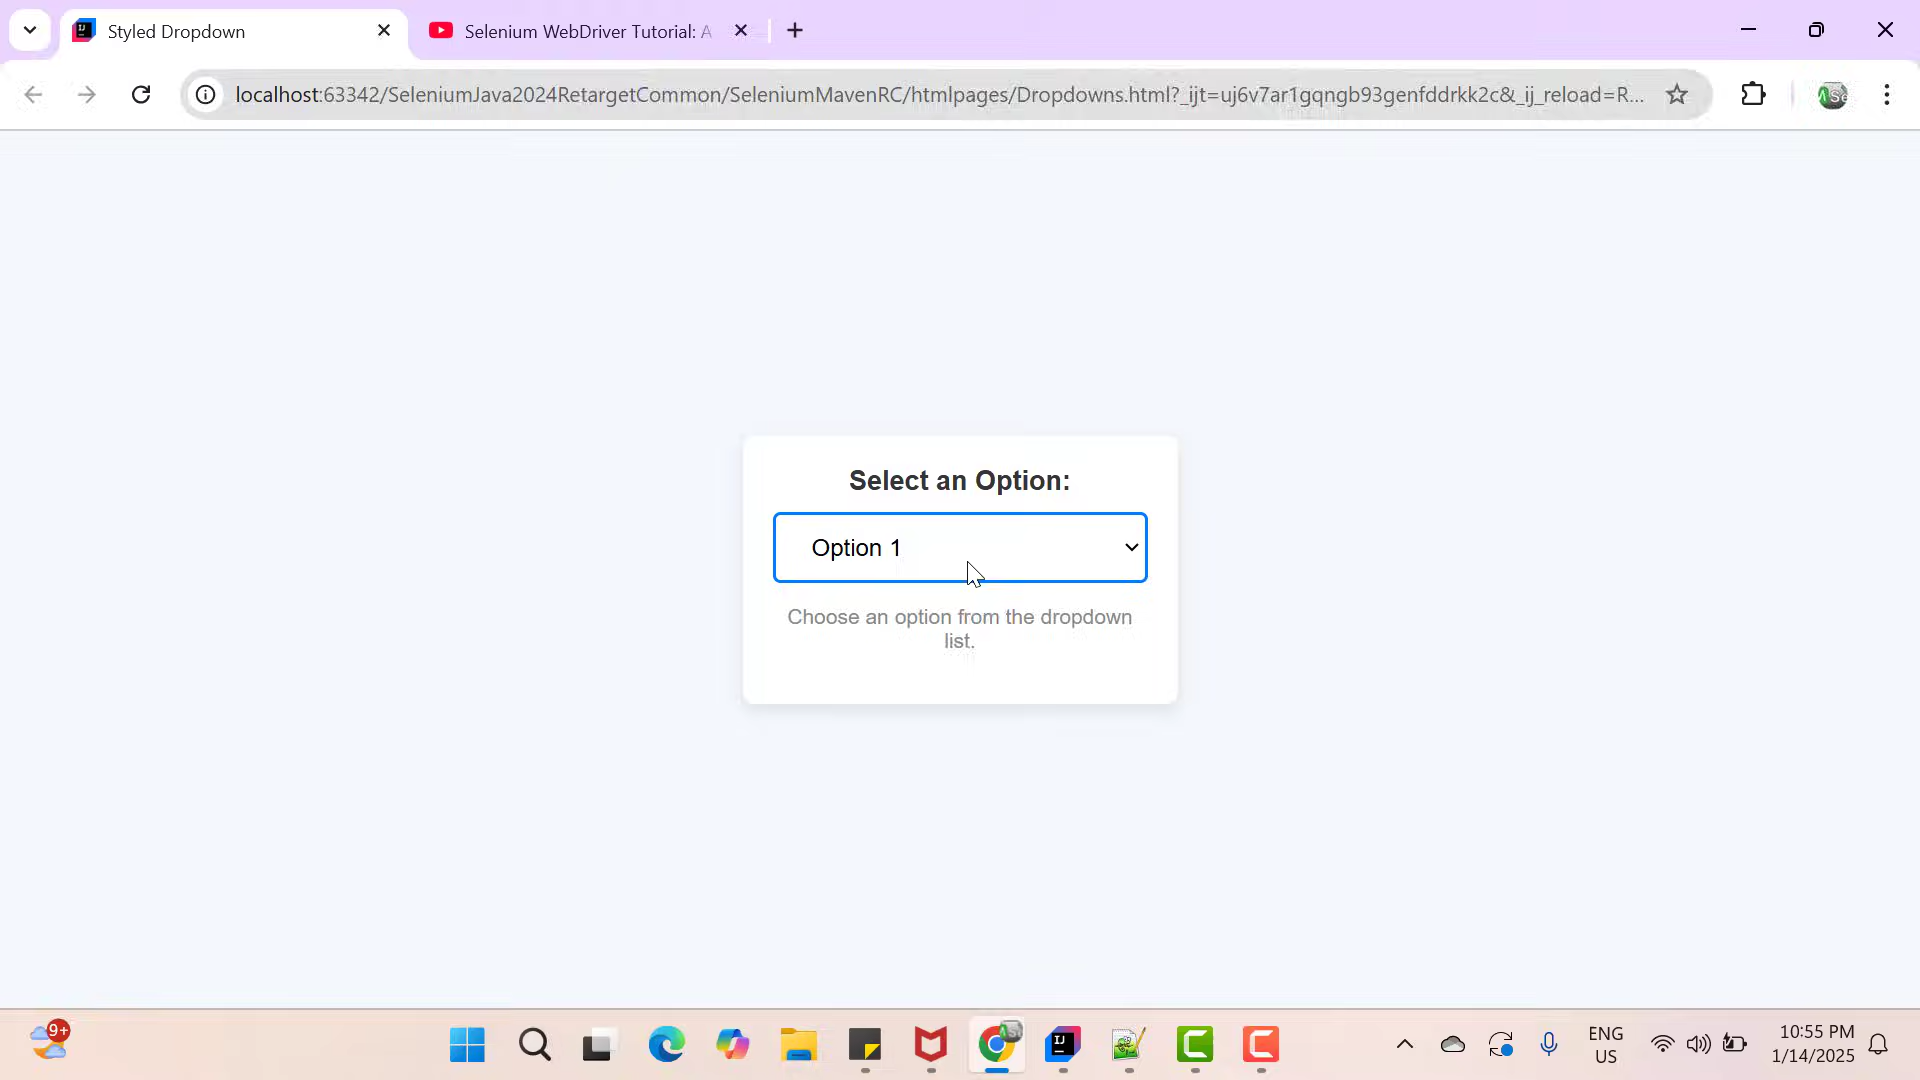 Styled Dropdown
Selenium WebDriver Tutorial: A
localhost:63342/SeleniumJava2024RetargetCommon/SeleniumMavenRC/htmlpages/Dropdowns.html?_ijt=uj6v7ar1gqngb93genfddrkk2c&_ij_reload=R...
Select an Option:
Option 1
Choose an option from the dropdown
list.
9+
ENG
US
10:55 PM
1/14/2025